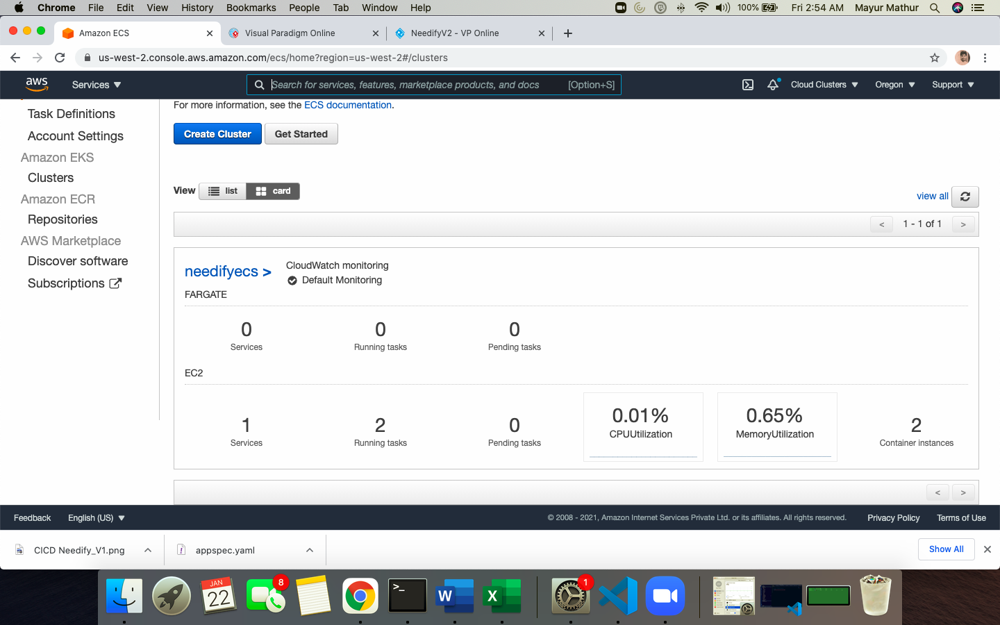 Chrome File Edit View History Bookmarks People Tab Window Help 100% Fri 2:54 AM Mayur Mathur
Amazon ECS Visual Paradigm Online NeedifyV2 - VP Online
us-west-2.console.aws.amazon.com/ecs/home?region=us-west-2#/clusters
aws Services Search for services, features, marketplace products, and docs [Option+S] Cloud Clusters Oregon Support
For more information, see the ECS documentation.
Task Definitions
Account Settings
Amazon EKS
Clusters
Amazon ECR
Repositories
AWS Marketplace
Discover software
Subscriptions
Create Cluster Get Started
View list card
view all
< 1 - 1 of 1 >
needifyecs >
CloudWatch monitoring
Default Monitoring
FARGATE
0 0 0
Services Running tasks Pending tasks
EC2
1 2 0 0.01% 0.65% 2
Services Running tasks Pending tasks CPUUtilization MemoryUtilization Container instances
< >
Feedback English (US) © 2008 - 2021, Amazon Internet Services Private Ltd. or its affiliates. All rights reserved. Privacy Policy Terms of Use
CICD Needify_V1.png appspec.yaml Show All
JAN
22
8
>_
W
X
1